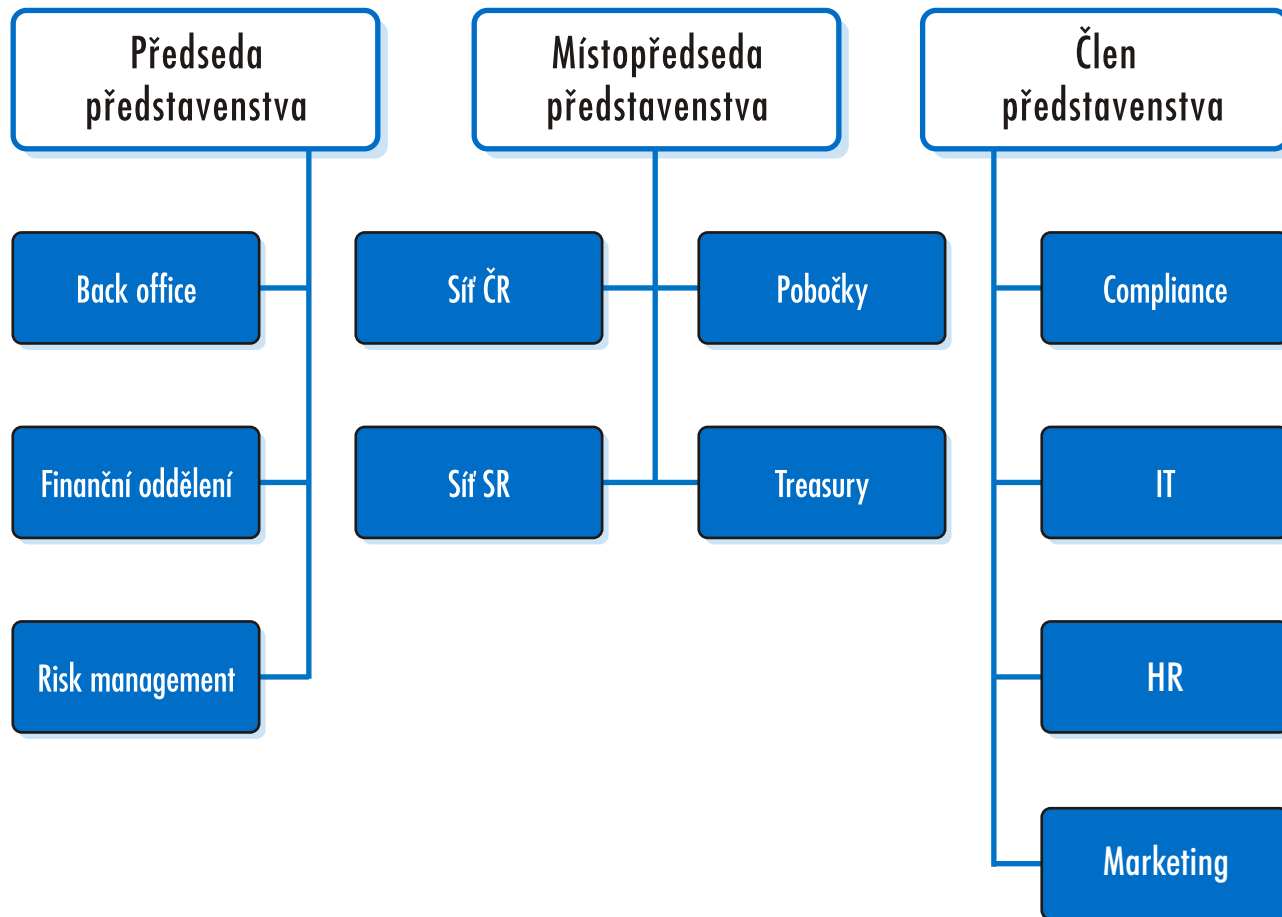 Předseda
představenstva
Místopředseda
představenstva
Člen
představenstva
Back office
Síť ČR
Pobočky
Compliance
Finanční oddělení
Síť SR
Treasury
IT
Risk management
HR
Marketing